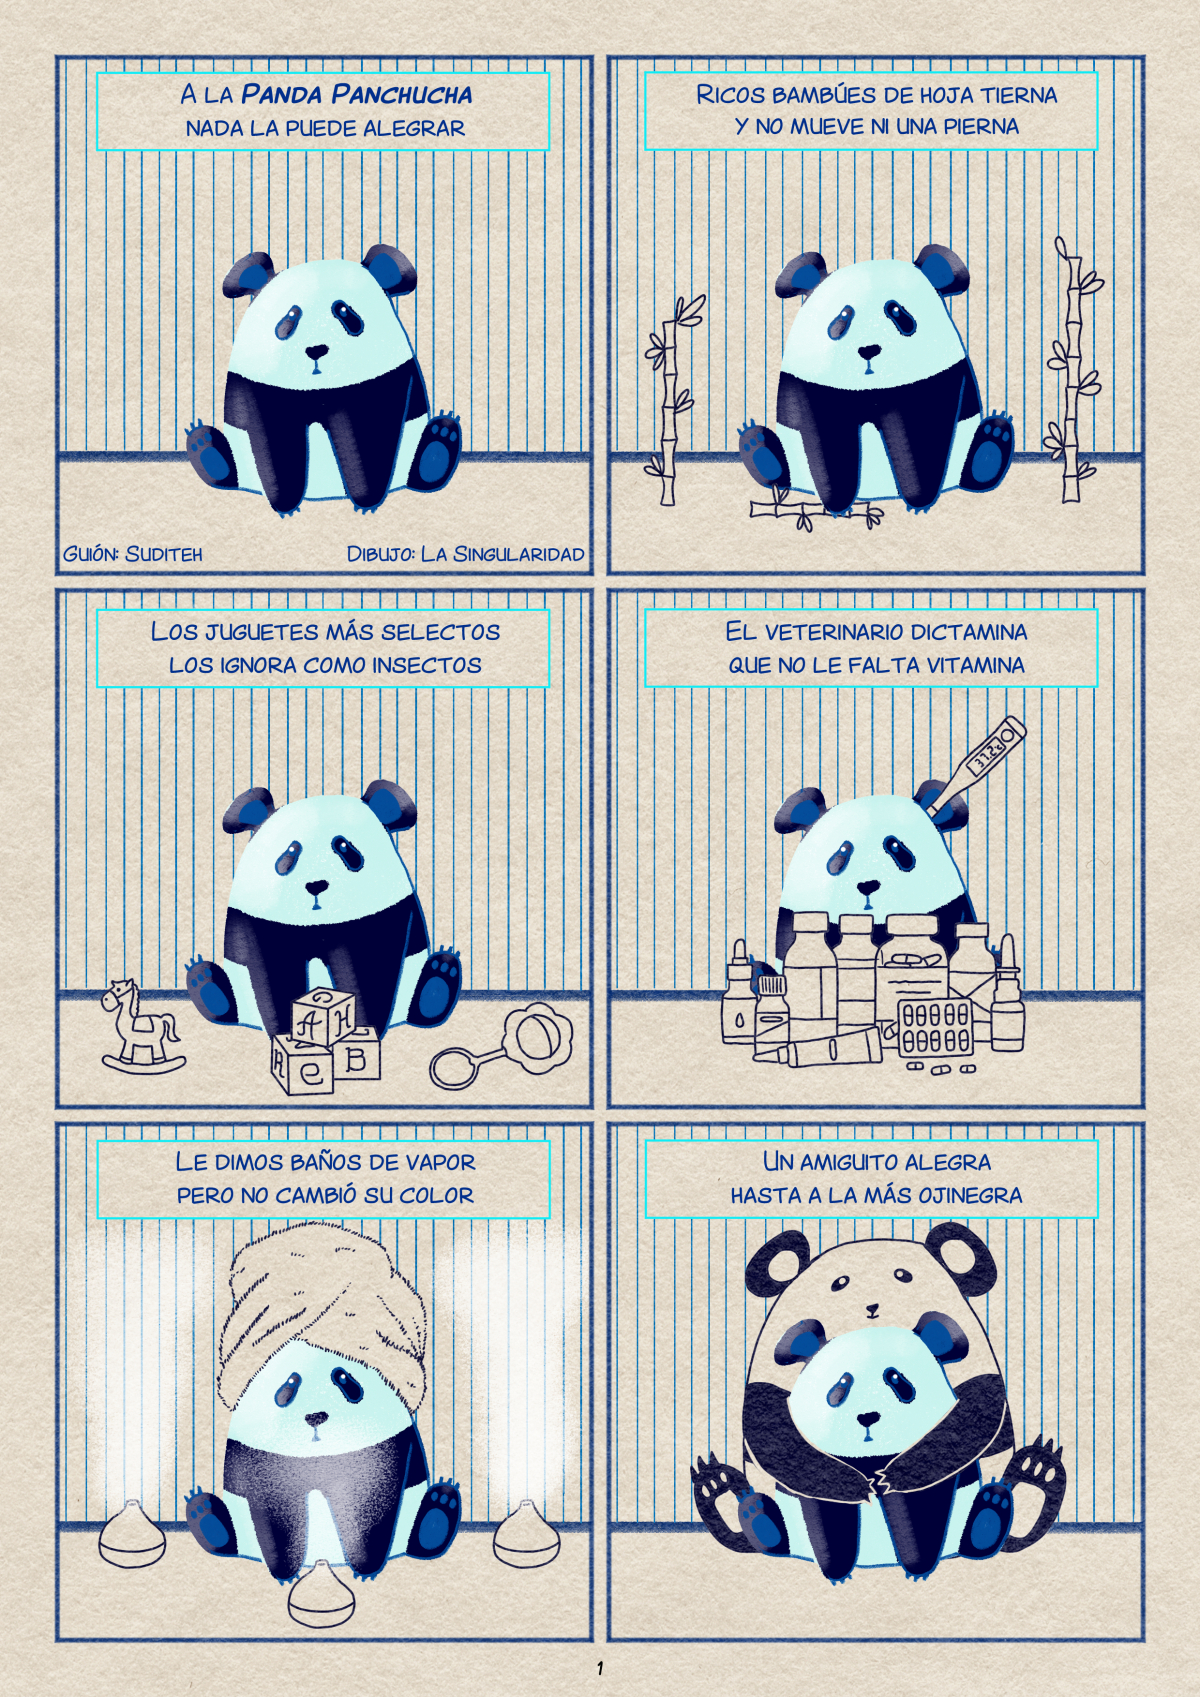 A LA PANDA PANCHUCHA
NADA LA PUEDE ALEGRAR
GUIÓN: SUDITEH
DIBUJO: LA SINGULARIDAD
RICOS BAMBÚES DE HOJA TIERNA
Y NO MUEVE NI UNA PIERNA
LOS JUGUETES MÁS SELECTOS
LOS IGNORA COMO INSECTOS
A
H
R
E
B
EL VETERINARIO DICTAMINA
QUE NO LE FALTA VITAMINA
37.2°C
LE DIMOS BAÑOS DE VAPOR
PERO NO CAMBIÓ SU COLOR
UN AMIGUITO ALEGRA
HASTA A LA MÁS OJINEGRA
1